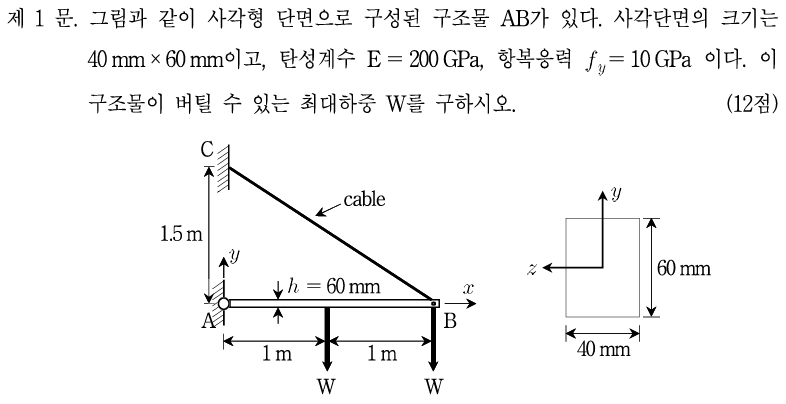 제 1 문. 그림과 같이 사각형 단면으로 구성된 구조물 AB가 있다. 사각단면의 크기는
40 mm × 60 mm이고, 탄성계수 E = 200 GPa, 항복응력 f_y = 10 GPa 이다. 이
구조물이 버틸 수 있는 최대하중 W를 구하시오. (12점)
C
cable
1.5 m
y
h = 60 mm
x
A
B
1 m
1 m
W
W
y
z
60 mm
40 mm